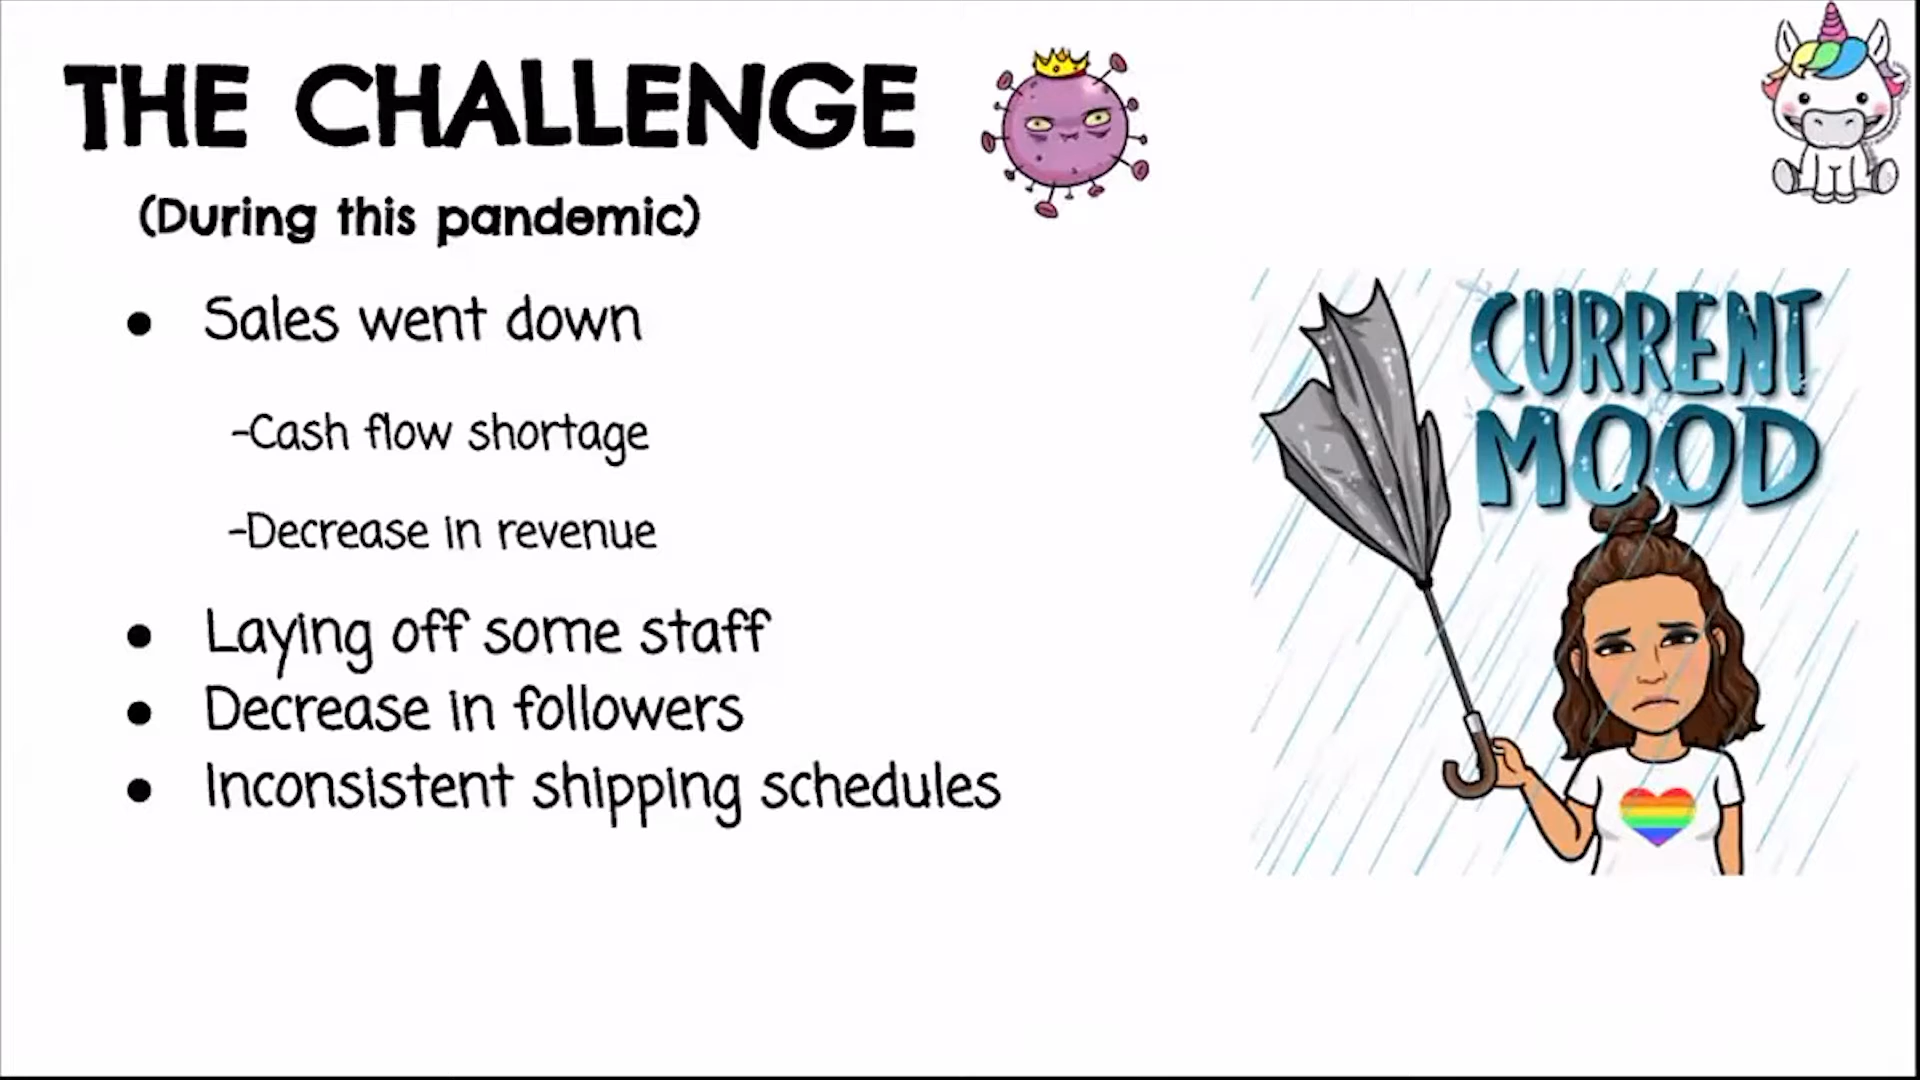 THE CHALLENGE
(During this pandemic)
● Sales went down
-Cash flow shortage
-Decrease in revenue
● Laying off some staff
● Decrease in followers
● Inconsistent shipping schedules
CURRENT
MOOD